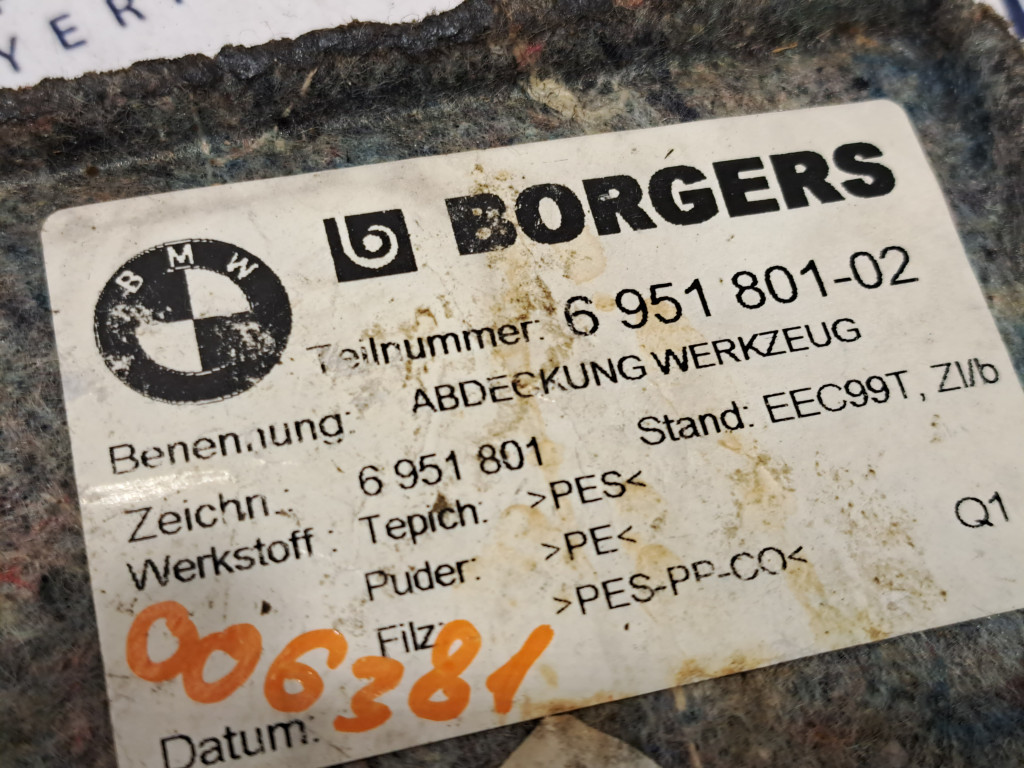 YERI
BMW
BORGERS
Teilnummer: 6 951 801-02
Benennung: ABDECKUNG WERKZEUG
Zeichn.: 6 951 801 Stand: EEC99T, ZI/b
Werkstoff: Tepich: >PES<
Puder: >PE< Q1
Filz: >PES-PP-CO<
006381
Datum: